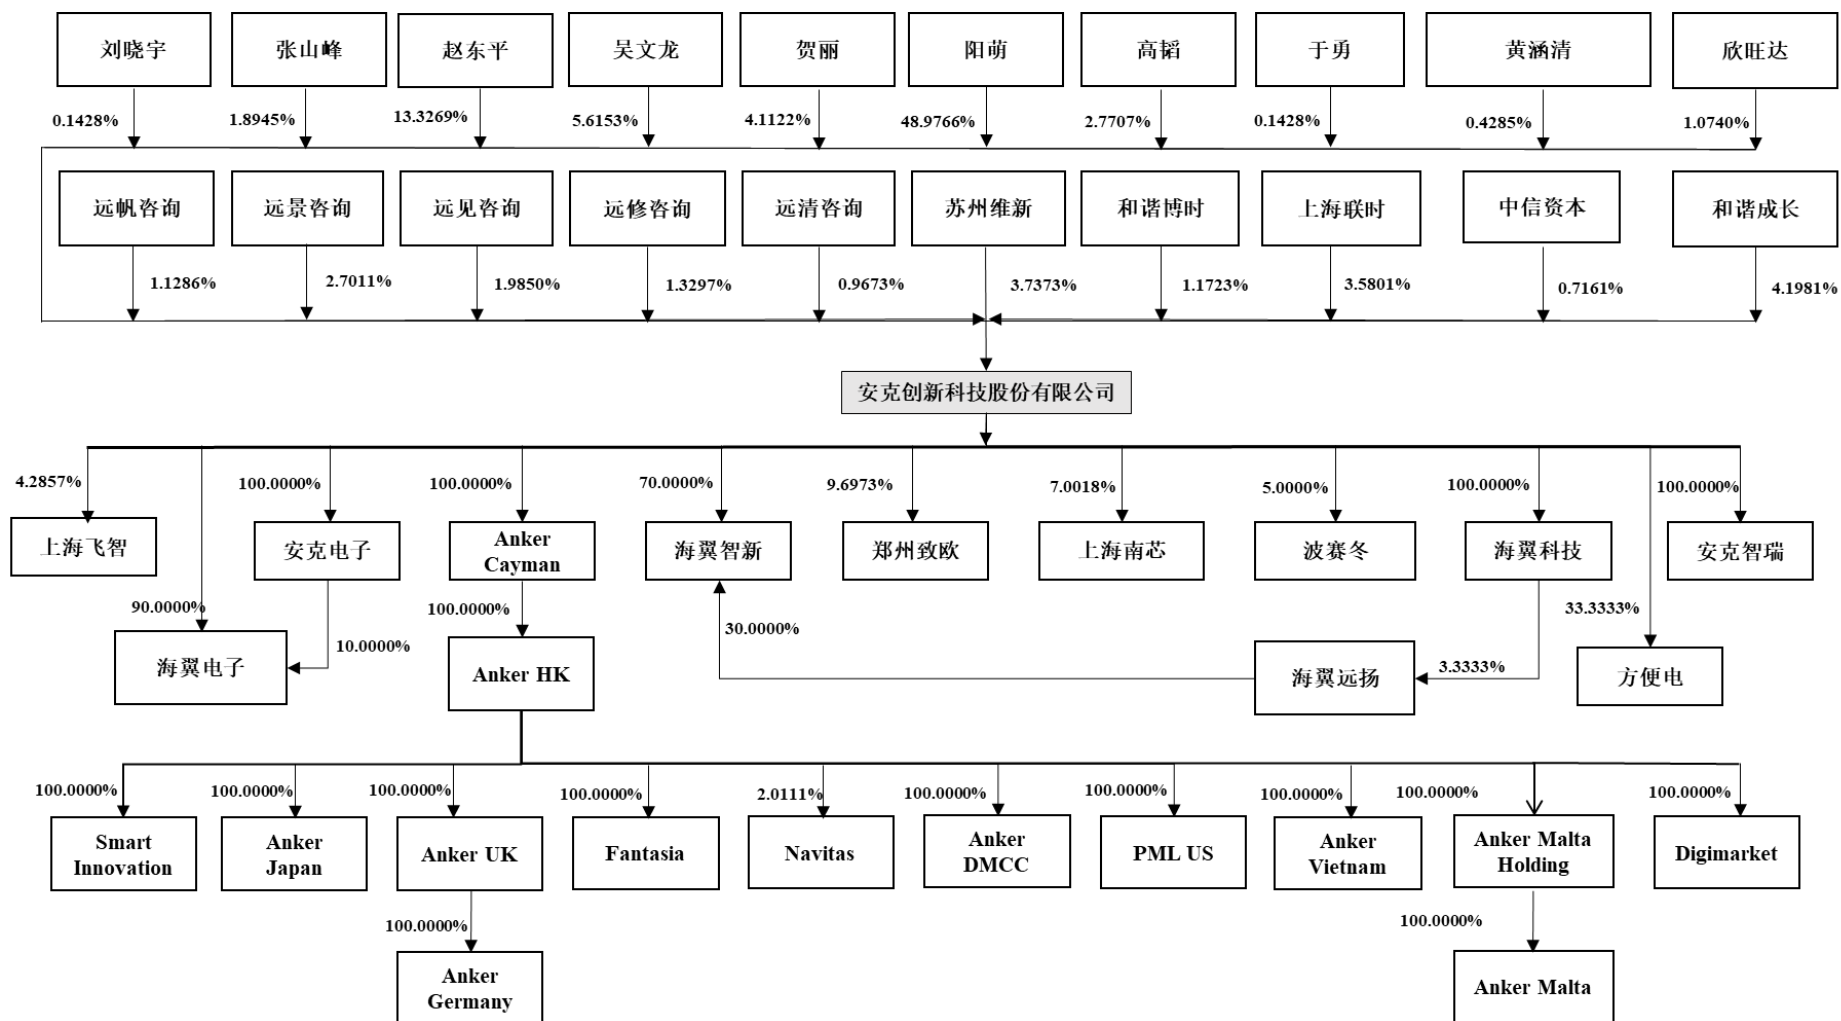 刘晓宇
张山峰
赵东平
吴文龙
贺丽
阳萌
高韬
于勇
黄涵清
欣旺达
0.1428%
1.8945%
13.3269%
5.6153%
4.1122%
48.9766%
2.7707%
0.1428%
0.4285%
1.0740%
远帆咨询
远景咨询
远见咨询
远修咨询
远清咨询
苏州维新
和谐博时
上海联时
中信资本
和谐成长
1.1286%
2.7011%
1.9850%
1.3297%
0.9673%
3.7373%
1.1723%
3.5801%
0.7161%
4.1981%
安克创新科技股份有限公司
4.2857%
100.0000%
100.0000%
70.0000%
9.6973%
7.0018%
5.0000%
100.0000%
100.0000%
上海飞智
安克电子
Anker
Cayman
海翼智新
郑州致欧
上海南芯
波赛冬
海翼科技
安克智瑞
90.0000%
100.0000%
30.0000%
33.3333%
10.0000%
3.3333%
海翼电子
Anker HK
海翼远扬
方便电
100.0000%
100.0000%
100.0000%
100.0000%
2.0111%
100.0000%
100.0000%
100.0000%
100.0000%
100.0000%
Smart
Innovation
Anker
Japan
Anker UK
Fantasia
Navitas
Anker
DMCC
PML US
Anker
Vietnam
Anker Malta
Holding
Digimarket
100.0000%
100.0000%
Anker
Germany
Anker Malta